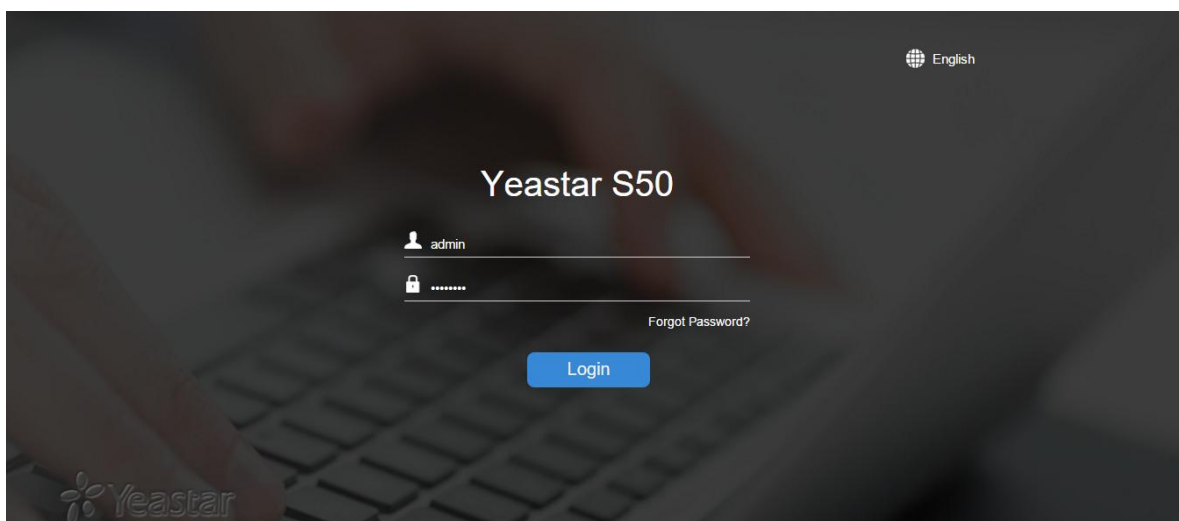 English
Yeastar S50
admin
........
Forgot Password?
Login
Yeastar